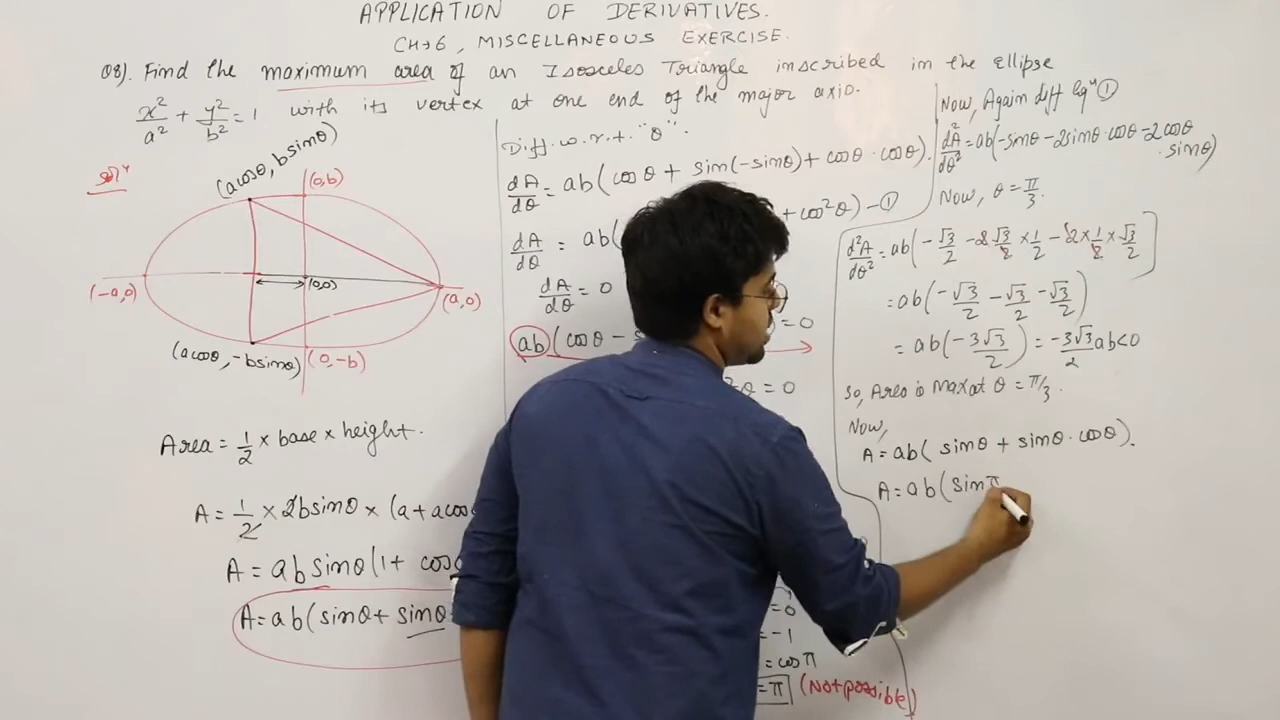 APPLICATION OF DERIVATIVES.
CH→6, MISCELLANEOUS EXERCISE.
Q8). Find the maximum area of an Isosceles Triangle inscribed in the Ellipse
x²/a² + y²/b² = 1 with its vertex at one end of the major axis.
Solⁿ
(acosθ, bsinθ)
(0,b)
(-a,0)
(0,0)
(a,0)
(acosθ, -bsinθ)
(0,-b)
Area = 1/2 × base × height.
A = 1/2 × 2bsinθ × (a + acos
A = ab sinθ(1 + cos
A = ab(sinθ + sinθ
Diff. w.r.t. "θ".
dA/dθ = ab(cosθ + sin(-sinθ) + cosθ · cosθ).
dA/dθ = ab(
+ cos²θ) – ①
dA/dθ = 0
ab(cosθ –
= 0
²θ = 0
= 0
= -1
= cosπ
= π (Not possible)
Now, Again diff Eqⁿ ①
d²A/dθ² = ab(-sinθ - 2sinθ · cosθ - 2cosθ
· sinθ)
Now, θ = π/3.
d²A/dθ² = ab(-√3/2 - 2√3/2 × 1/2 - 2 × 1/2 × √3/2]
= ab(-√3/2 - √3/2 - √3/2)
= ab(-3√3/2) = -3√3/2 ab < 0
So, Area is Max at θ = π/3.
Now,
A = ab( sinθ + sinθ · cosθ).
A = ab( sin π